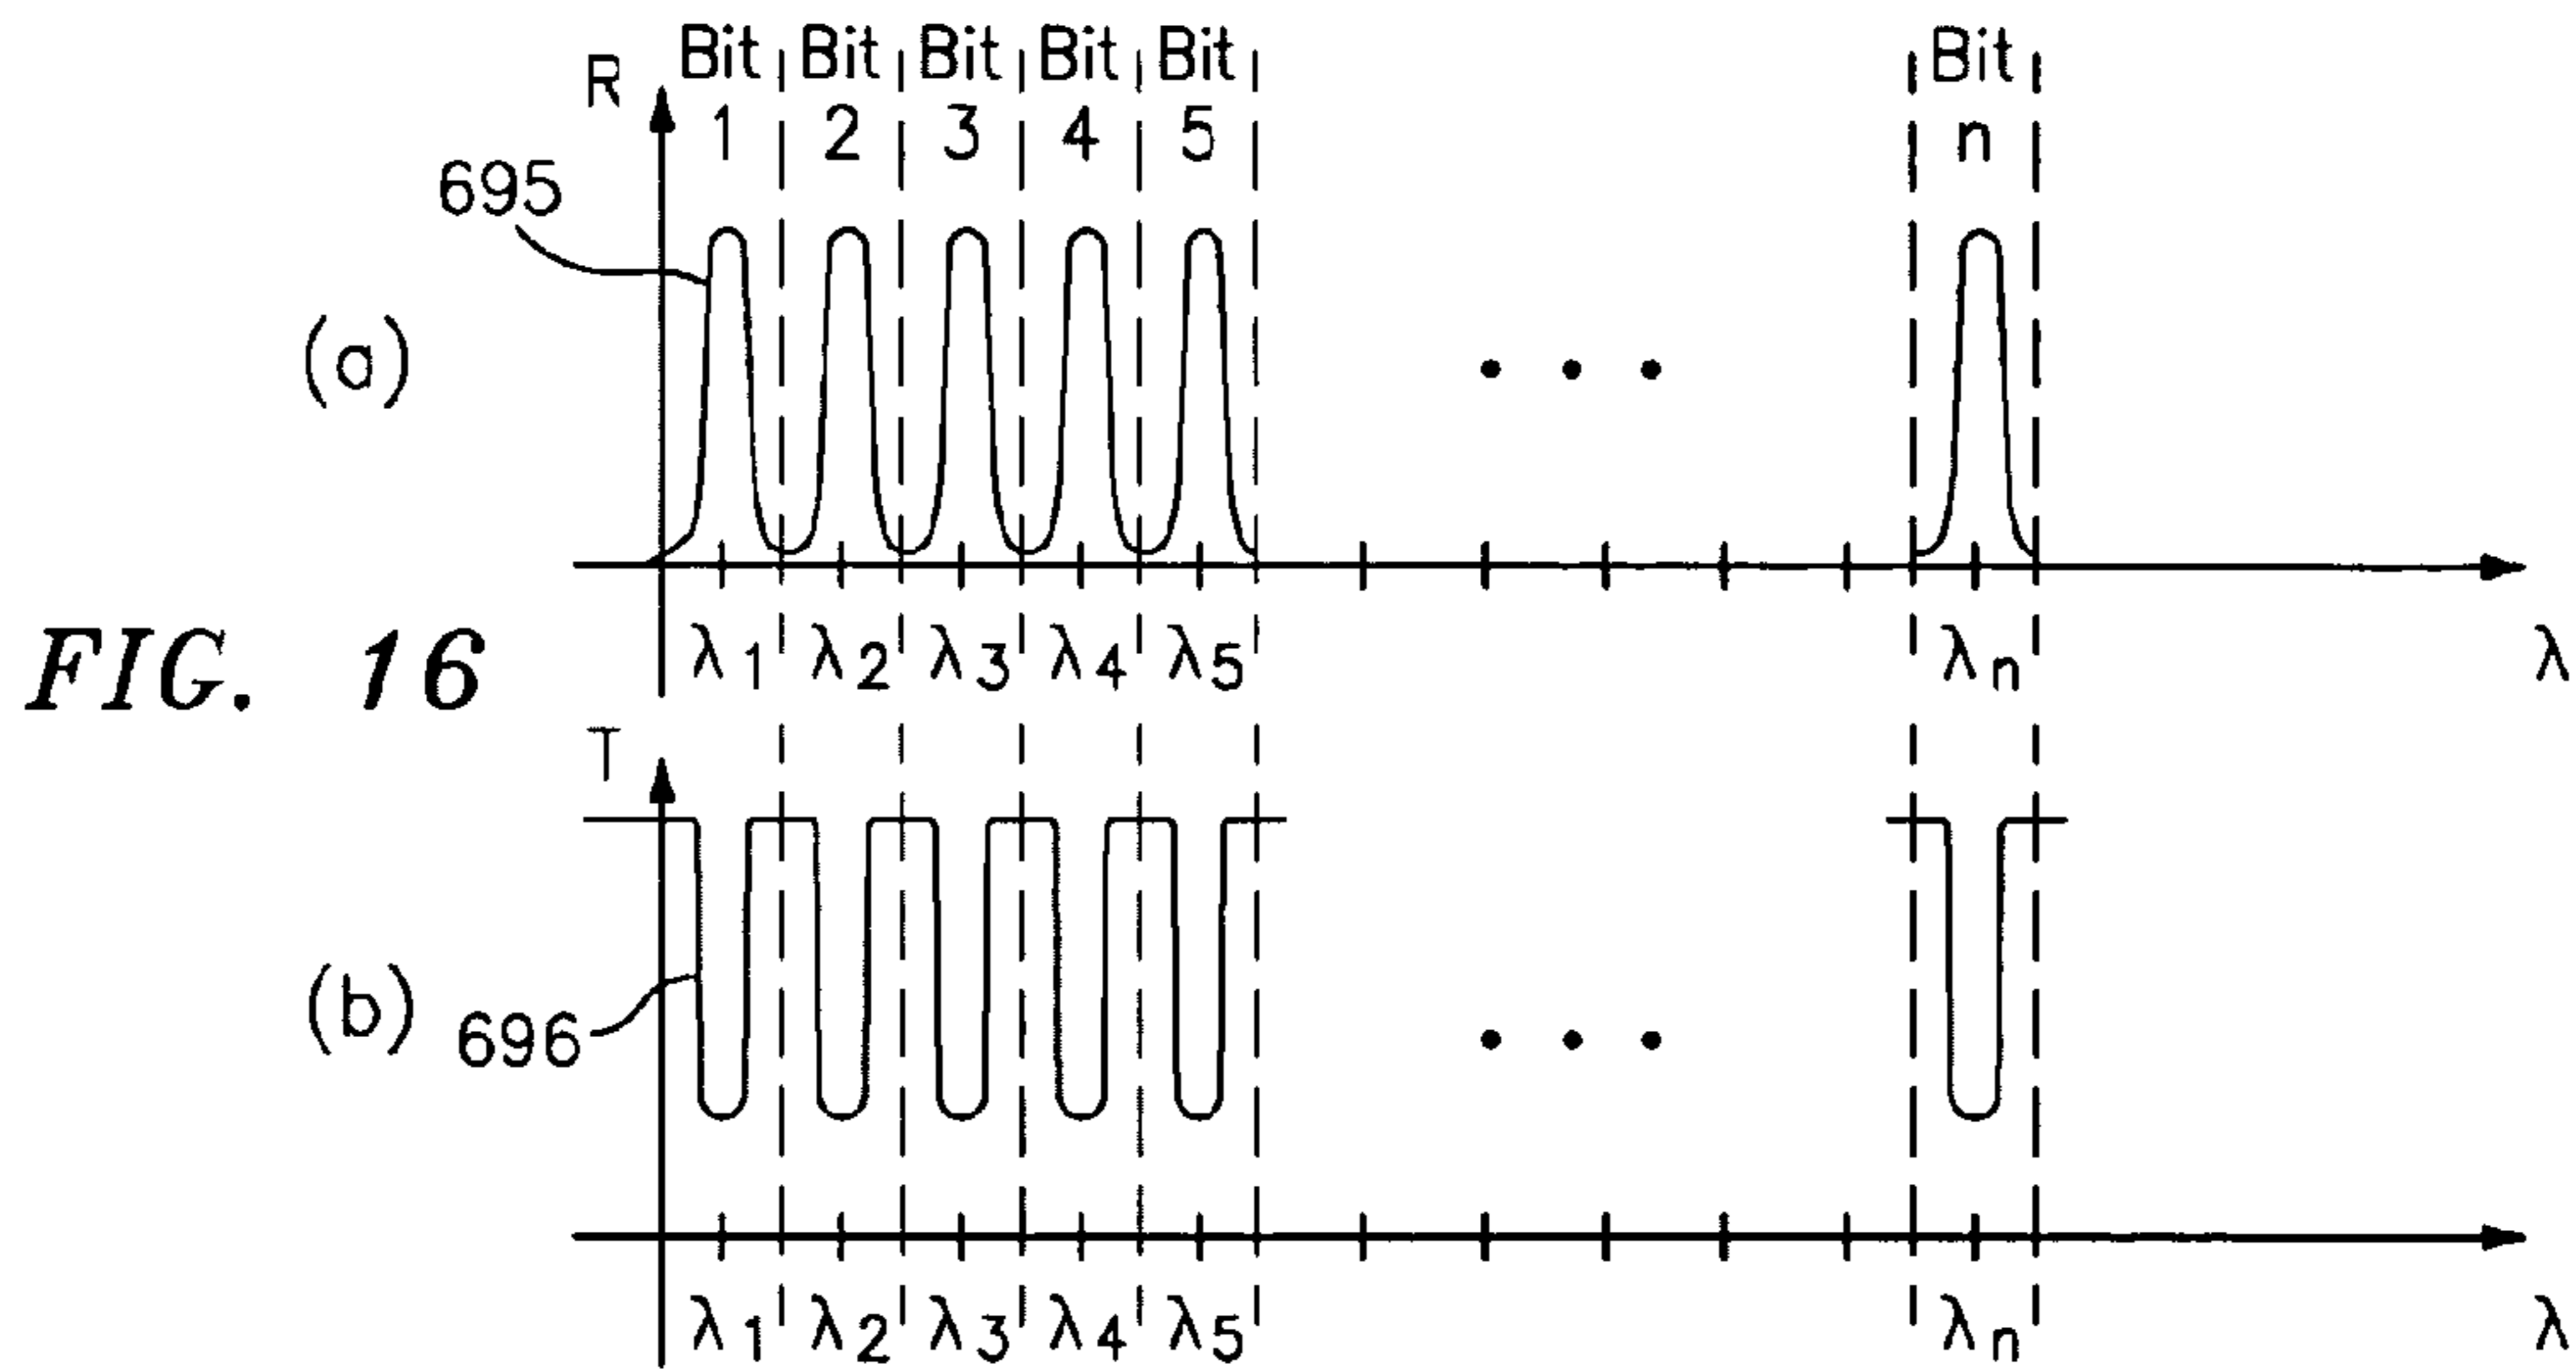 R Bit Bit Bit Bit Bit Bit
1 2 3 4 5 n
695
(a)
λ1 λ2 λ3 λ4 λ5 λn λ
FIG. 16
T
(b) 696
λ1 λ2 λ3 λ4 λ5 λn λ